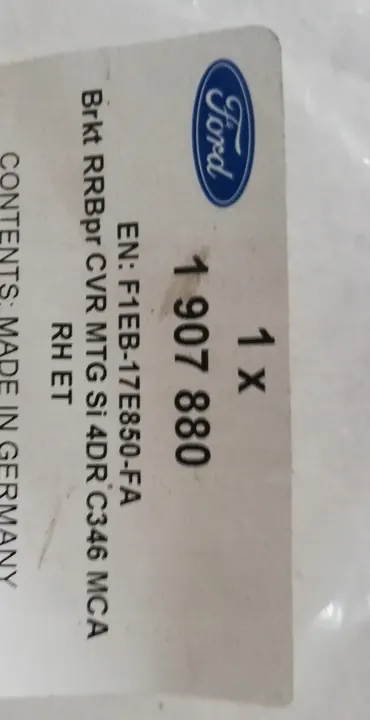 Ford
1 x
1 907 880
EN: F1EB-17E850-FA
Brkt RRBpr CVR MTG Si 4DR C346 MCA
RH ET
CONTENTS: MADE IN GERMANY